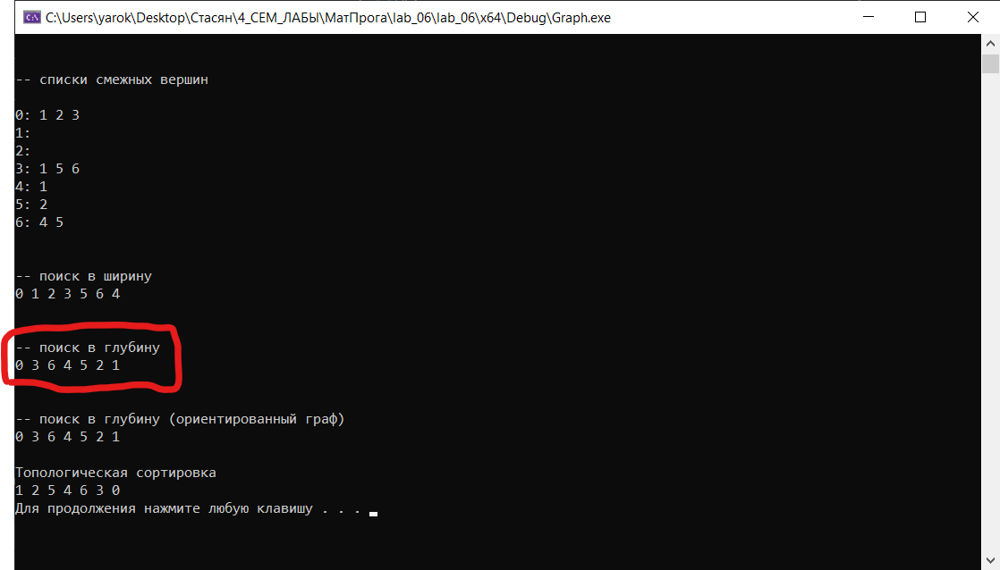 C:\Users\yarok\Desktop\Стасян\4_СЕМ_ЛАБЫ\МатПрога\lab_06\lab_06\x64\Debug\Graph.exe
-- списки смежных вершин
0: 1 2 3
1:
2:
3: 1 5 6
4: 1
5: 2
6: 4 5
-- поиск в ширину
0 1 2 3 5 6 4
-- поиск в глубину
0 3 6 4 5 2 1
-- поиск в глубину (ориентированный граф)
0 3 6 4 5 2 1
Топологическая сортировка
1 2 5 4 6 3 0
Для продолжения нажмите любую клавишу . . .